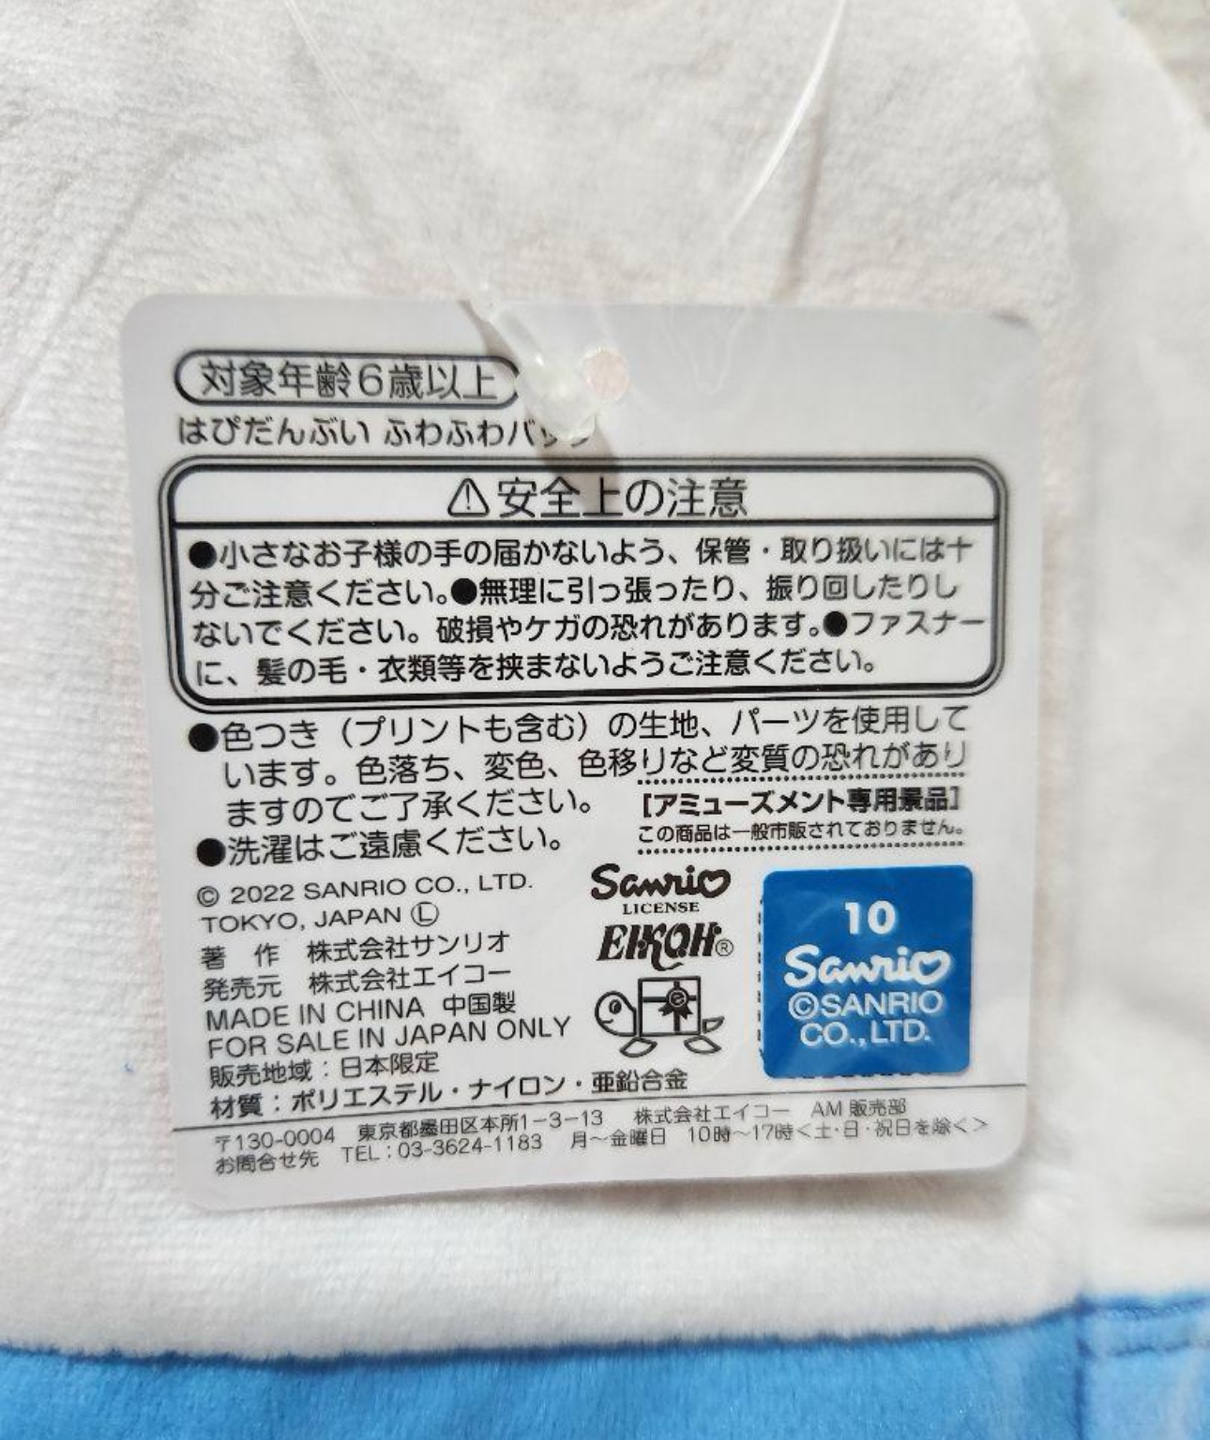 対象年齢6歳以上
はぴだんぶい ふわふわバッグ
⚠安全上の注意
●小さなお子様の手の届かないよう、保管・取り扱いには十
分ご注意ください。●無理に引っ張ったり、振り回したりし
ないでください。破損やケガの恐れがあります。●ファスナー
に、髪の毛・衣類等を挟まないようご注意ください。
●色つき（プリントも含む）の生地、パーツを使用して
います。色落ち、変色、色移りなど変質の恐れがあり
ますのでご了承ください。
●洗濯はご遠慮ください。
[アミューズメント専用景品]
この商品は一般市販されておりません。
© 2022 SANRIO CO., LTD.
TOKYO, JAPAN Ⓛ
著 作 株式会社サンリオ
発売元 株式会社エイコー
MADE IN CHINA 中国製
FOR SALE IN JAPAN ONLY
販売地域：日本限定
材質：ポリエステル・ナイロン・亜鉛合金
Sanrio
LICENSE
EIKOH®
e
10
Sanrio
©SANRIO
CO.,LTD.
〒130-0004 東京都墨田区本所1-3-13 株式会社エイコー AM 販売部
お問合せ先 TEL：03-3624-1183 月〜金曜日 10時〜17時＜土・日・祝日を除く＞